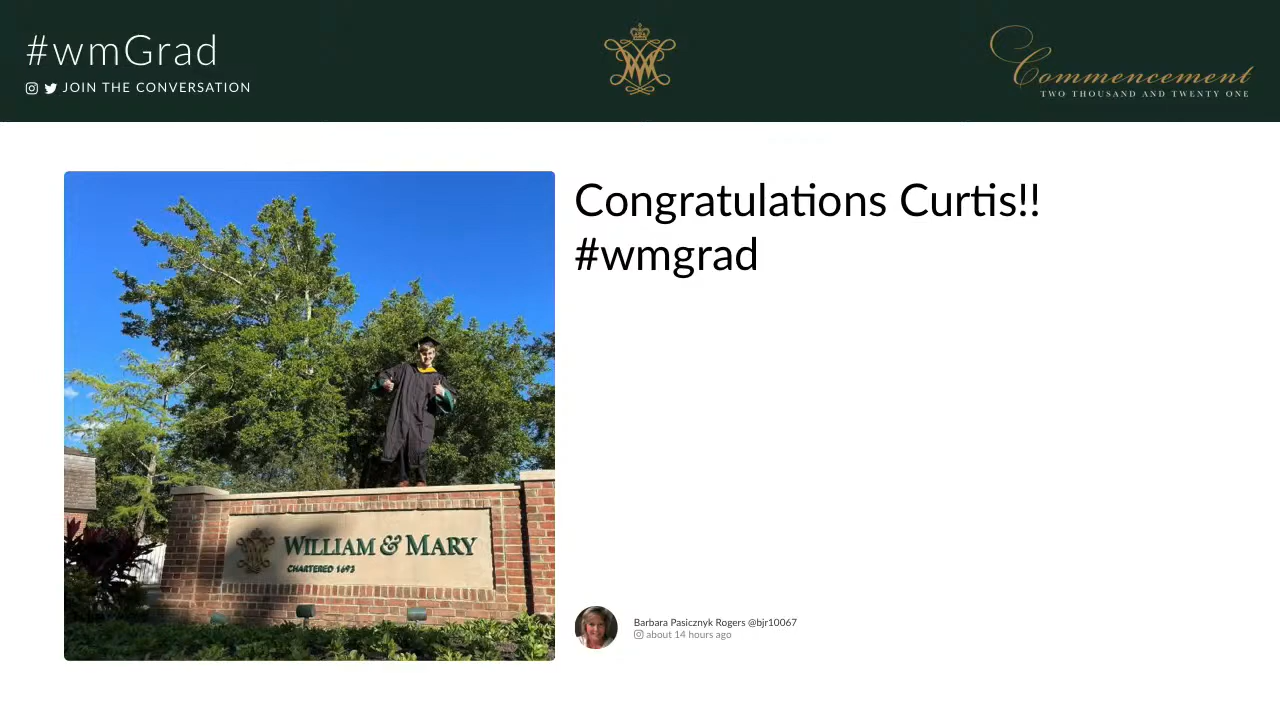 #wmGrad
JOIN THE CONVERSATION
Commencement
TWO THOUSAND AND TWENTY ONE
Congratulations Curtis!!
#wmgrad
WILLIAM & MARY
CHARTERED 1693
Barbara Pasicznyk Rogers @bjr10067
about 14 hours ago